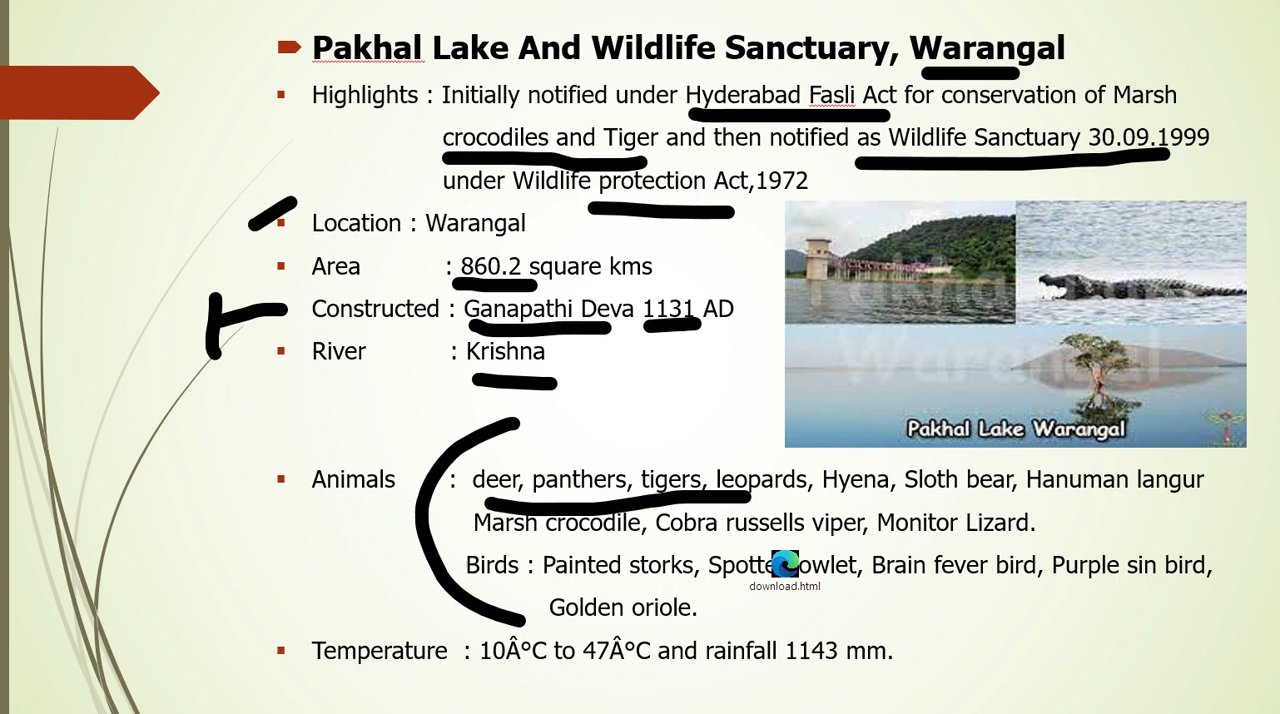 Pakhal Lake And Wildlife Sanctuary, Warangal
Highlights : Initially notified under Hyderabad Fasli Act for conservation of Marsh
crocodiles and Tiger and then notified as Wildlife Sanctuary 30.09.1999
under Wildlife protection Act,1972
Location : Warangal
Area : 860.2 square kms
Constructed : Ganapathi Deva 1131 AD
River : Krishna
Pakhal Lake Warangal
Animals : deer, panthers, tigers, leopards, Hyena, Sloth bear, Hanuman langur
Marsh crocodile, Cobra russells viper, Monitor Lizard.
Birds : Painted storks, owlet, Brain fever bird, Purple sin bird,
download.html
Golden oriole.
Temperature : 10Â°C to 47Â°C and rainfall 1143 mm.